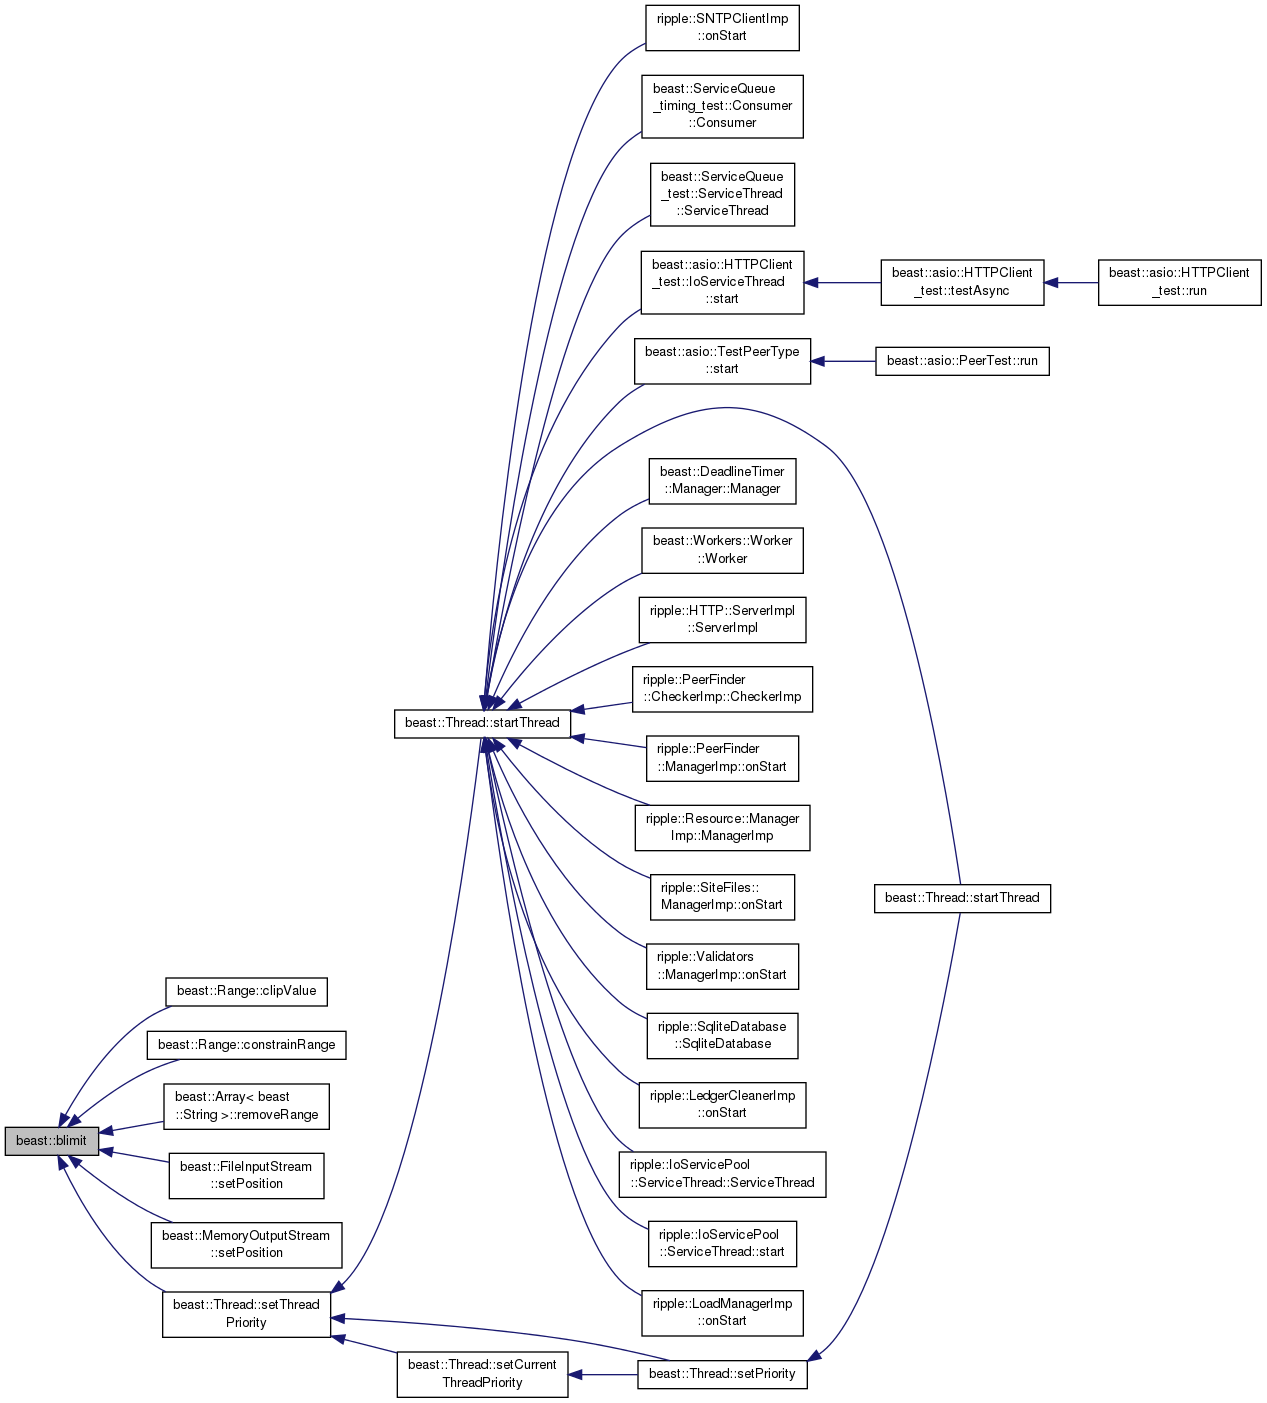 ripple::SNTPClientImp
::onStart
beast::ServiceQueue
_timing_test::Consumer
::Consumer
beast::ServiceQueue
_test::ServiceThread
::ServiceThread
beast::asio::HTTPClient
_test::IoServiceThread
::start
beast::asio::HTTPClient
_test::testAsync
beast::asio::HTTPClient
_test::run
beast::asio::TestPeerType
::start
beast::asio::PeerTest::run
beast::DeadlineTimer
::Manager::Manager
beast::Workers::Worker
::Worker
ripple::HTTP::ServerImpl
::ServerImpl
ripple::PeerFinder
::CheckerImp::CheckerImp
beast::Thread::startThread
ripple::PeerFinder
::ManagerImp::onStart
ripple::Resource::Manager
Imp::ManagerImp
ripple::SiteFiles::
ManagerImp::onStart
beast::Thread::startThread
ripple::Validators
::ManagerImp::onStart
ripple::SqliteDatabase
::SqliteDatabase
ripple::LedgerCleanerImp
::onStart
ripple::IoServicePool
::ServiceThread::ServiceThread
ripple::IoServicePool
::ServiceThread::start
ripple::LoadManagerImp
::onStart
beast::Range::clipValue
beast::Range::constrainRange
beast::Array< beast
::String >::removeRange
beast::blimit
beast::FileInputStream
::setPosition
beast::MemoryOutputStream
::setPosition
beast::Thread::setThread
Priority
beast::Thread::setCurrent
ThreadPriority
beast::Thread::setPriority